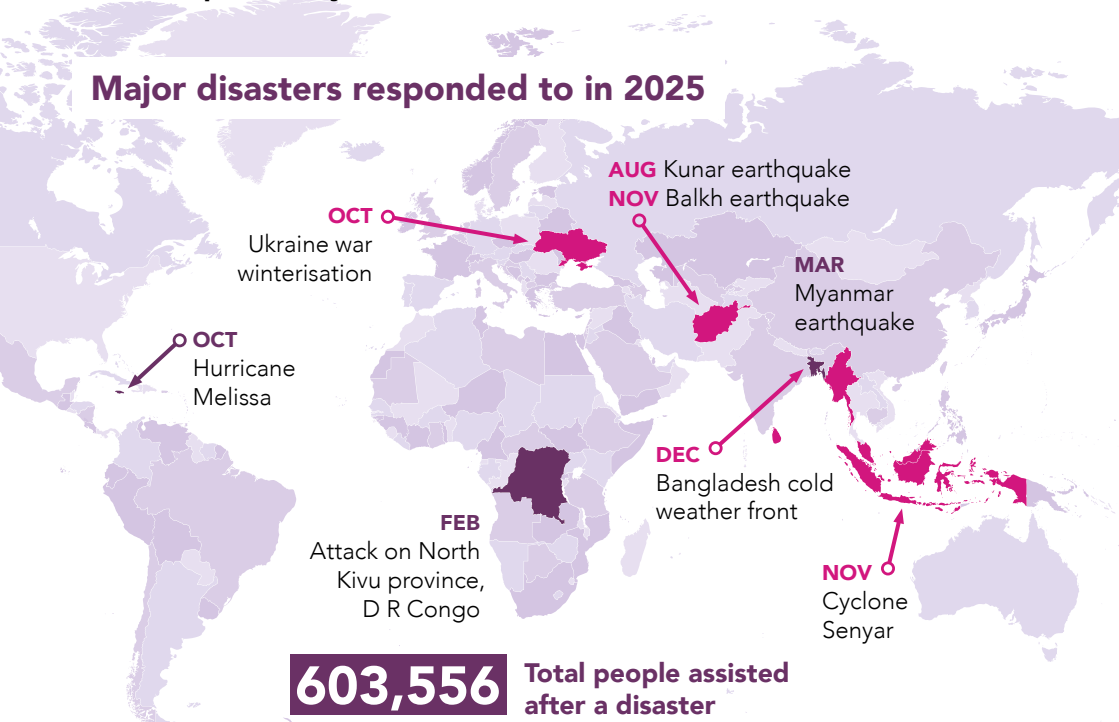 Major disasters responded to in 2025
AUG Kunar earthquake
NOV Balkh earthquake
OCT
Ukraine war
winterisation
MAR
Myanmar
earthquake
OCT
Hurricane
Melissa
DEC
Bangladesh cold
weather front
FEB
Attack on North
Kivu province,
D R Congo
NOV
Cyclone
Senyar
603,556
Total people assisted
after a disaster